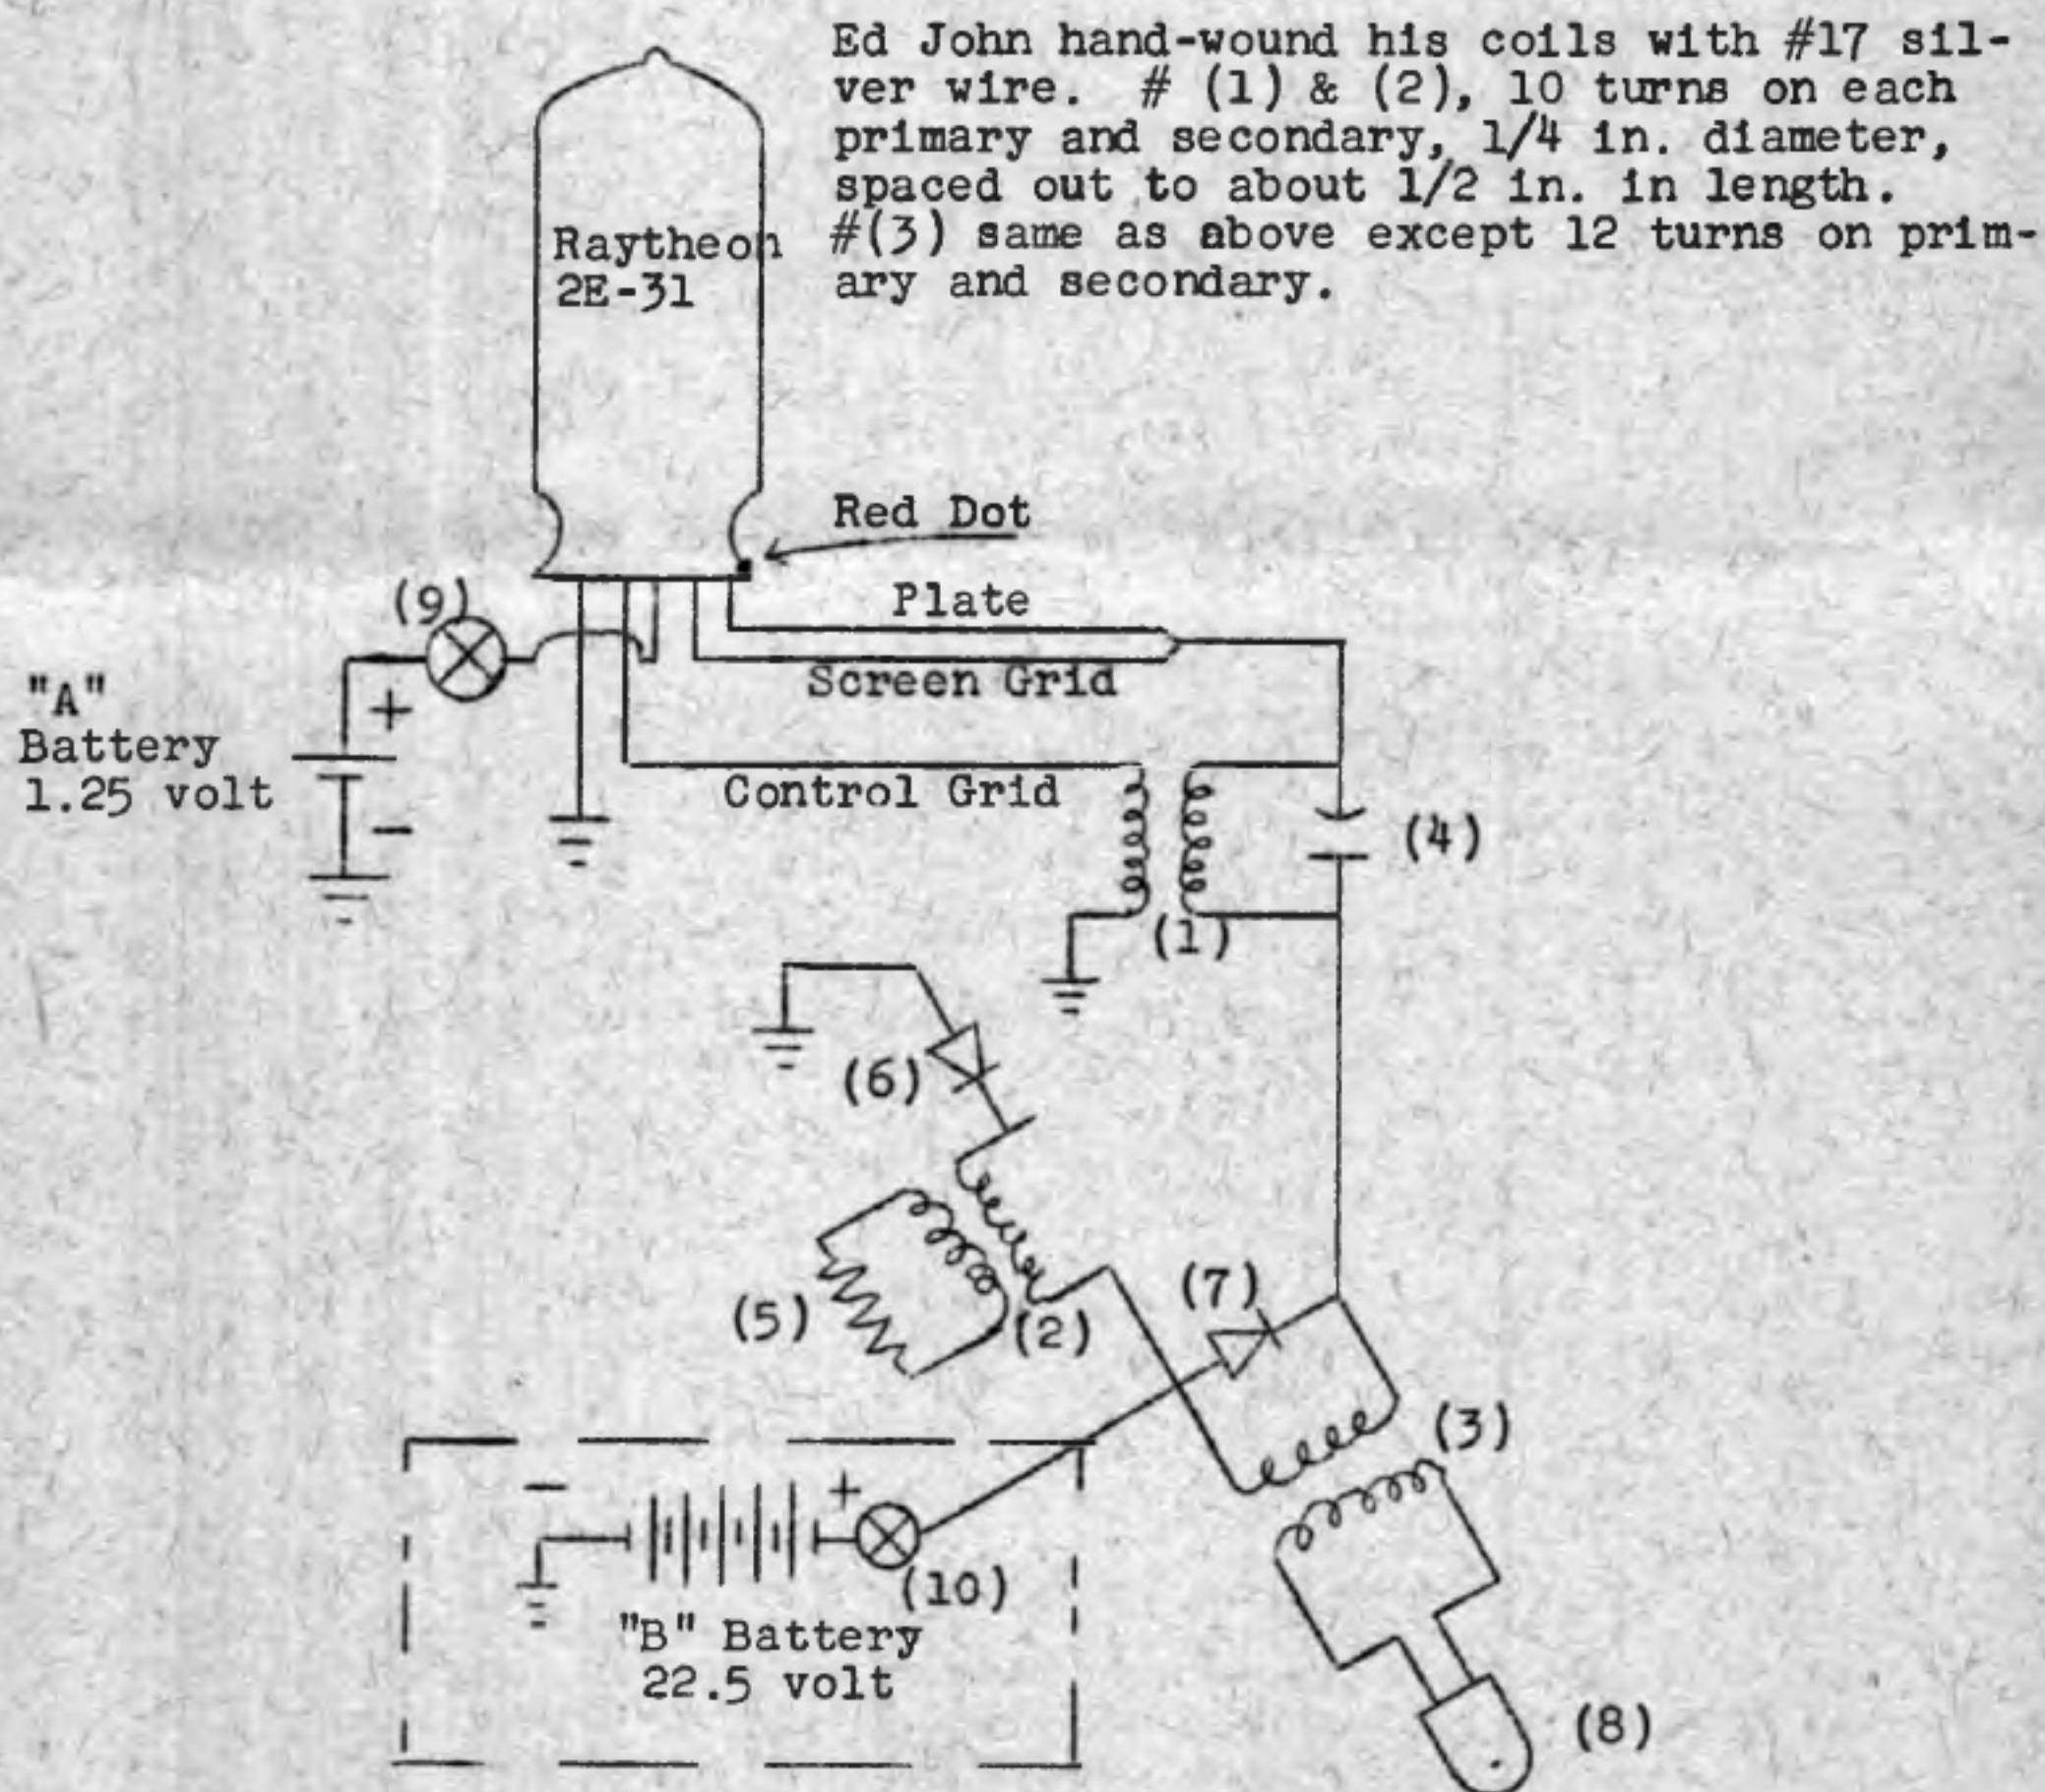 Ed John hand-wound his coils with #17 sil-
ver wire. # (1) & (2), 10 turns on each
primary and secondary, 1/4 in. diameter,
spaced out to about 1/2 in. in length.
#(3) same as above except 12 turns on prim-
ary and secondary.
Raytheon
2E-31
Red Dot
(9)
Plate
Screen Grid
"A"
Battery
1.25 volt
+
-
Control Grid
(4)
(1)
(6)
(5)
(2)
(7)
(3)
- +
(10)
"B" Battery
22.5 volt
(8)